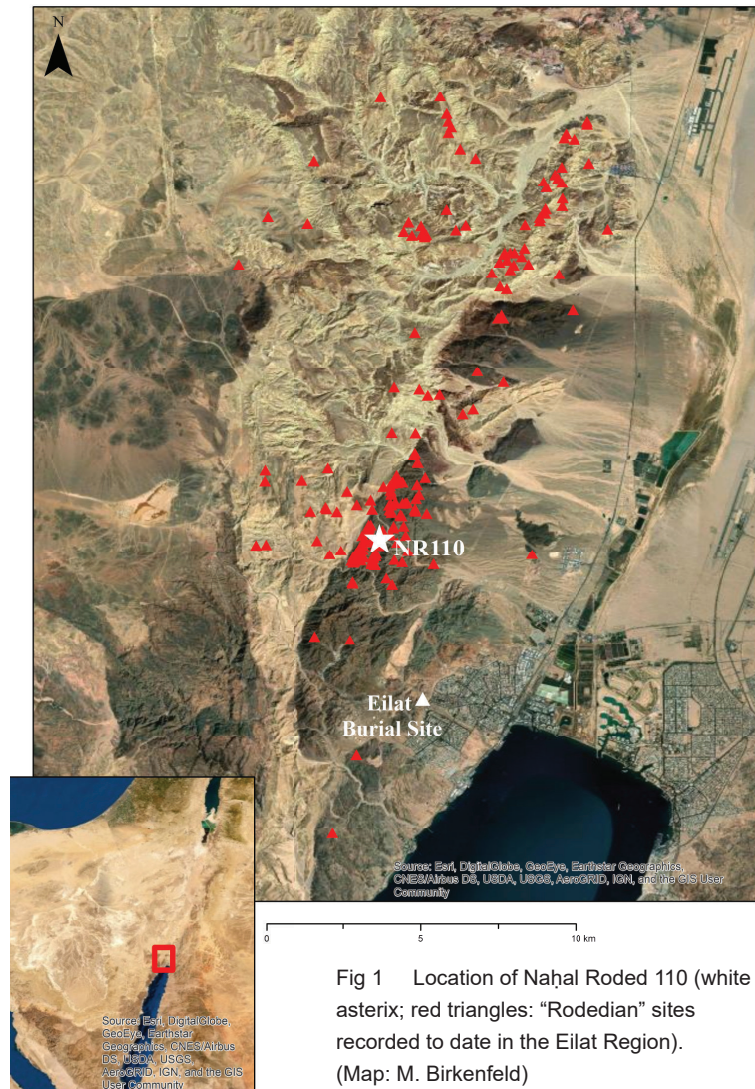 N
NR110
Eilat
Burial Site
Source: Esri, DigitalGlobe, GeoEye, Earthstar Geographics,
CNES/Airbus DS, USDA, USGS, AeroGRID, IGN, and the GIS User
Community
0 5 10 km
Source: Esri, DigitalGlobe,
GeoEye, Earthstar
Geographics, CNES/Airbus
DS, USDA, USGS,
AeroGRID, IGN, and the GIS
User Community
Fig 1 Location of Naḥal Roded 110 (white
asterix; red triangles: “Rodedian” sites
recorded to date in the Eilat Region).
(Map: M. Birkenfeld)